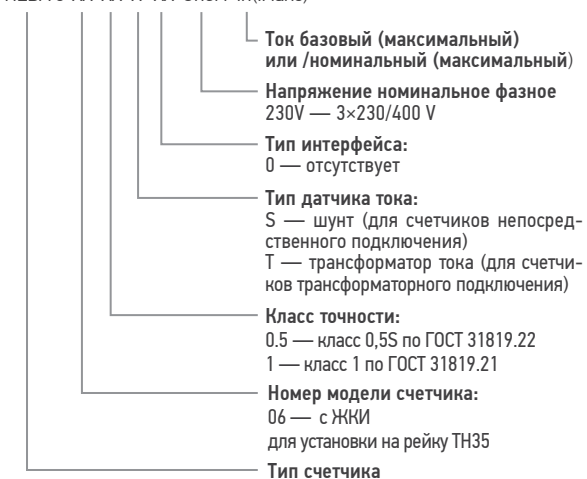 Ток базовый (максимальный)
или /номинальный (максимальный)
Напряжение номинальное фазное
230V — 3×230/400 V
Тип интерфейса:
0 — отсутствует
Тип датчика тока:
S — шунт (для счетчиков непосред-
ственного подключения)
Т — трансформатор тока (для счетчи-
ков трансформаторного подключения)
Класс точности:
0.5 — класс 0,5S по ГОСТ 31819.22
1 — класс 1 по ГОСТ 31819.21
Номер модели счетчика:
06 — с ЖКИ
для установки на рейку ТН35
Тип счетчика